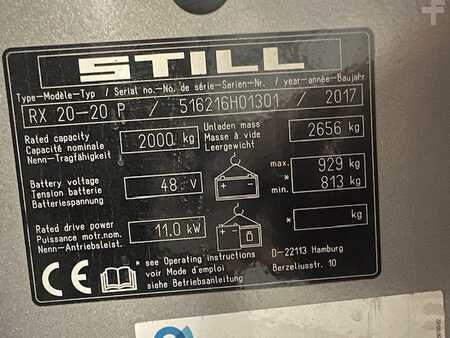 STILL
Type-Modèle-Typ / Serial no.-No. de série-Serien-Nr. / year-année-Baujahr
RX 20-20 P / 516216H01301 / 2017
Rated capacity
Capacité nominale
Nenn-Tragfähigkeit
2000 kg
Unladen mass
Masse à vide
Leergewicht
2656 kg
Battery voltage
Tension batterie
Batteriespannung
48 V
max. 929 kg
* min. * 813 kg
Rated drive power
Puissance motr.nom.
Nenn-Antriebsleist.
11.0 kW
* kg
CE
* see Operating instructions
voir Mode d'emploi
siehe Betriebsanleitung
D-22113 Hamburg
Berzeliusstr. 10